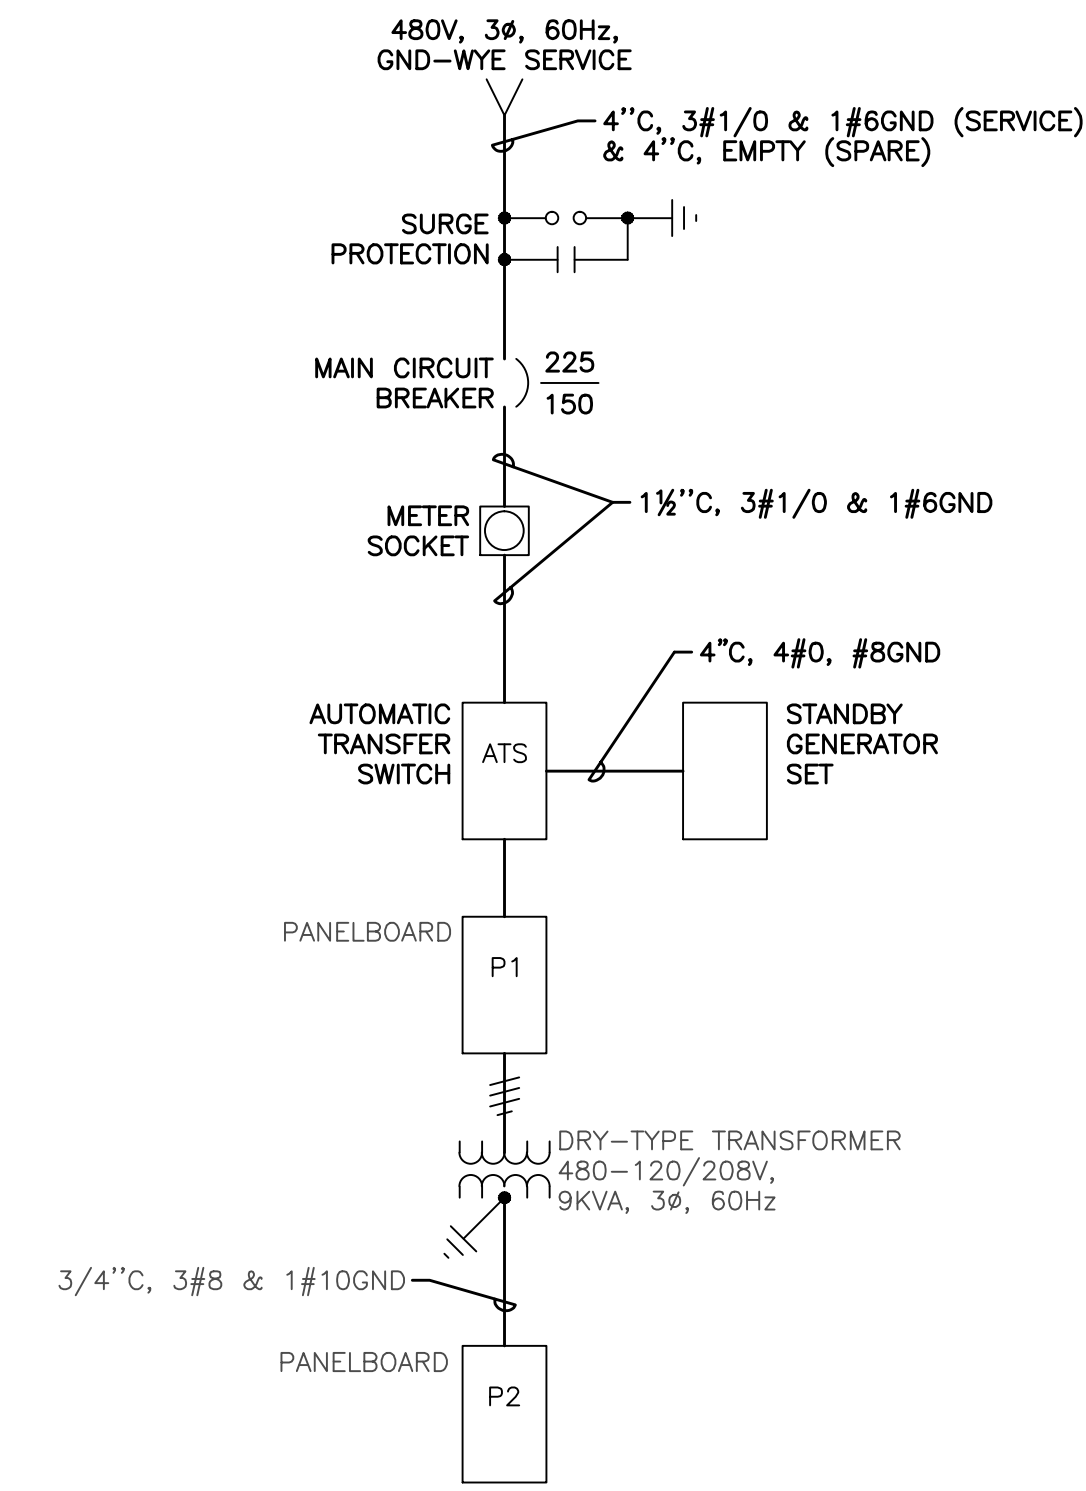 480V, 3ø, 60Hz,
GND-WYE SERVICE
4''C, 3#1/0 & 1#6GND (SERVICE)
& 4''C, EMPTY (SPARE)
SURGE
PROTECTION
MAIN CIRCUIT
BREAKER
225
150
1½''C, 3#1/0 & 1#6GND
METER
SOCKET
4"C, 4#0, #8GND
AUTOMATIC
TRANSFER
SWITCH
ATS
STANDBY
GENERATOR
SET
PANELBOARD
P1
DRY-TYPE TRANSFORMER
480-120/208V,
9KVA, 3ø, 60Hz
3/4''C, 3#8 & 1#10GND
PANELBOARD
P2